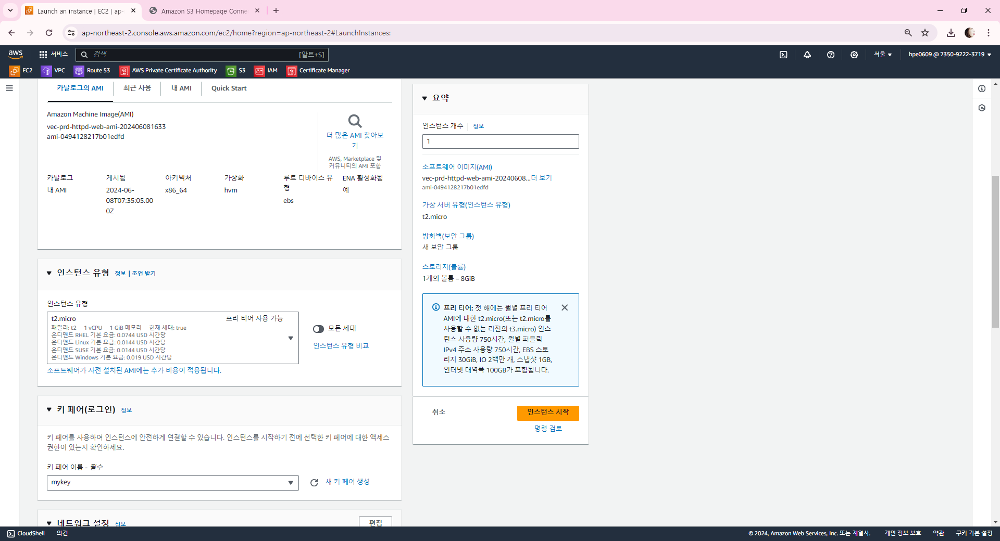 Launch an instance | EC2 | ap-
Amazon S3 Homepage Conne
ap-northeast-2.console.aws.amazon.com/ec2/home?region=ap-northeast-2#LaunchInstances:
aws
서비스
검색
[알트+S]
서울
hpe0609 @ 7350-9222-3719
EC2
VPC
Route 53
AWS Private Certificate Authority
S3
IAM
Certificate Manager
카탈로그의 AMI
최근 사용
내 AMI
Quick Start
Amazon Machine Image(AMI)
vec-prd-httpd-web-ami-202406081633
ami-0494128217b01edfd
더 많은 AMI 찾아보
기
AWS, Marketplace 및
커뮤니티의 AMI 포함
카탈로그
내 AMI
게시됨
2024-06-
08T07:35:05.00
0Z
아키텍처
x86_64
가상화
hvm
루트 디바이스 유
형
ebs
ENA 활성화됨
예
인스턴스 유형
정보 | 조언 받기
인스턴스 유형
t2.micro
프리 티어 사용 가능
패밀리: t2 1 vCPU 1 GiB 메모리 현재 세대: true
온디맨드 RHEL 기본 요금: 0.0744 USD 시간당
온디맨드 Linux 기본 요금: 0.0144 USD 시간당
온디맨드 SUSE 기본 요금: 0.0144 USD 시간당
온디맨드 Windows 기본 요금: 0.019 USD 시간당
모든 세대
인스턴스 유형 비교
소프트웨어가 사전 설치된 AMI에는 추가 비용이 적용됩니다.
키 페어(로그인)
정보
키 페어를 사용하여 인스턴스에 안전하게 연결할 수 있습니다. 인스턴스를 시작하기 전에 선택한 키 페어에 대한 액세스
권한이 있는지 확인하세요.
키 페어 이름 - 필수
mykey
새 키 페어 생성
네트워크 설정
정보
편집
요약
인스턴스 개수
정보
1
소프트웨어 이미지(AMI)
vec-prd-httpd-web-ami-20240608...더 보기
ami-0494128217b01edfd
가상 서버 유형(인스턴스 유형)
t2.micro
방화벽(보안 그룹)
새 보안 그룹
스토리지(볼륨)
1개의 볼륨 – 8GiB
프리 티어: 첫 해에는 월별 프리 티어
AMI에 대한 t2.micro(또는 t2.micro를
사용할 수 없는 리전의 t3.micro) 인스
턴스 사용량 750시간, 월별 퍼블릭
IPv4 주소 사용량 750시간, EBS 스토
리지 30GiB, IO 2백만 개, 스냅샷 1GB,
인터넷 대역폭 100GB가 포함됩니다.
취소
인스턴스 시작
명령 검토
CloudShell
의견
© 2024, Amazon Web Services, Inc. 또는 계열사.
개인 정보 보호
약관
쿠키 기본 설정